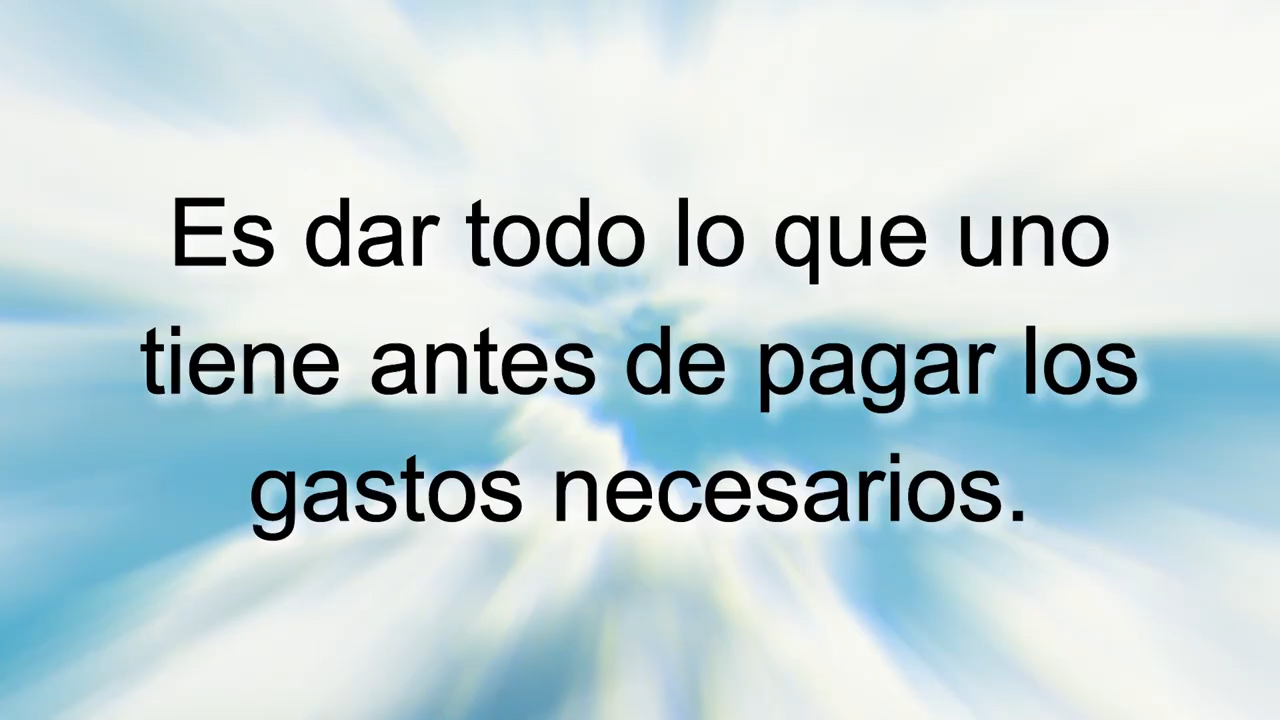 Es dar todo lo que uno
tiene antes de pagar los
gastos necesarios.